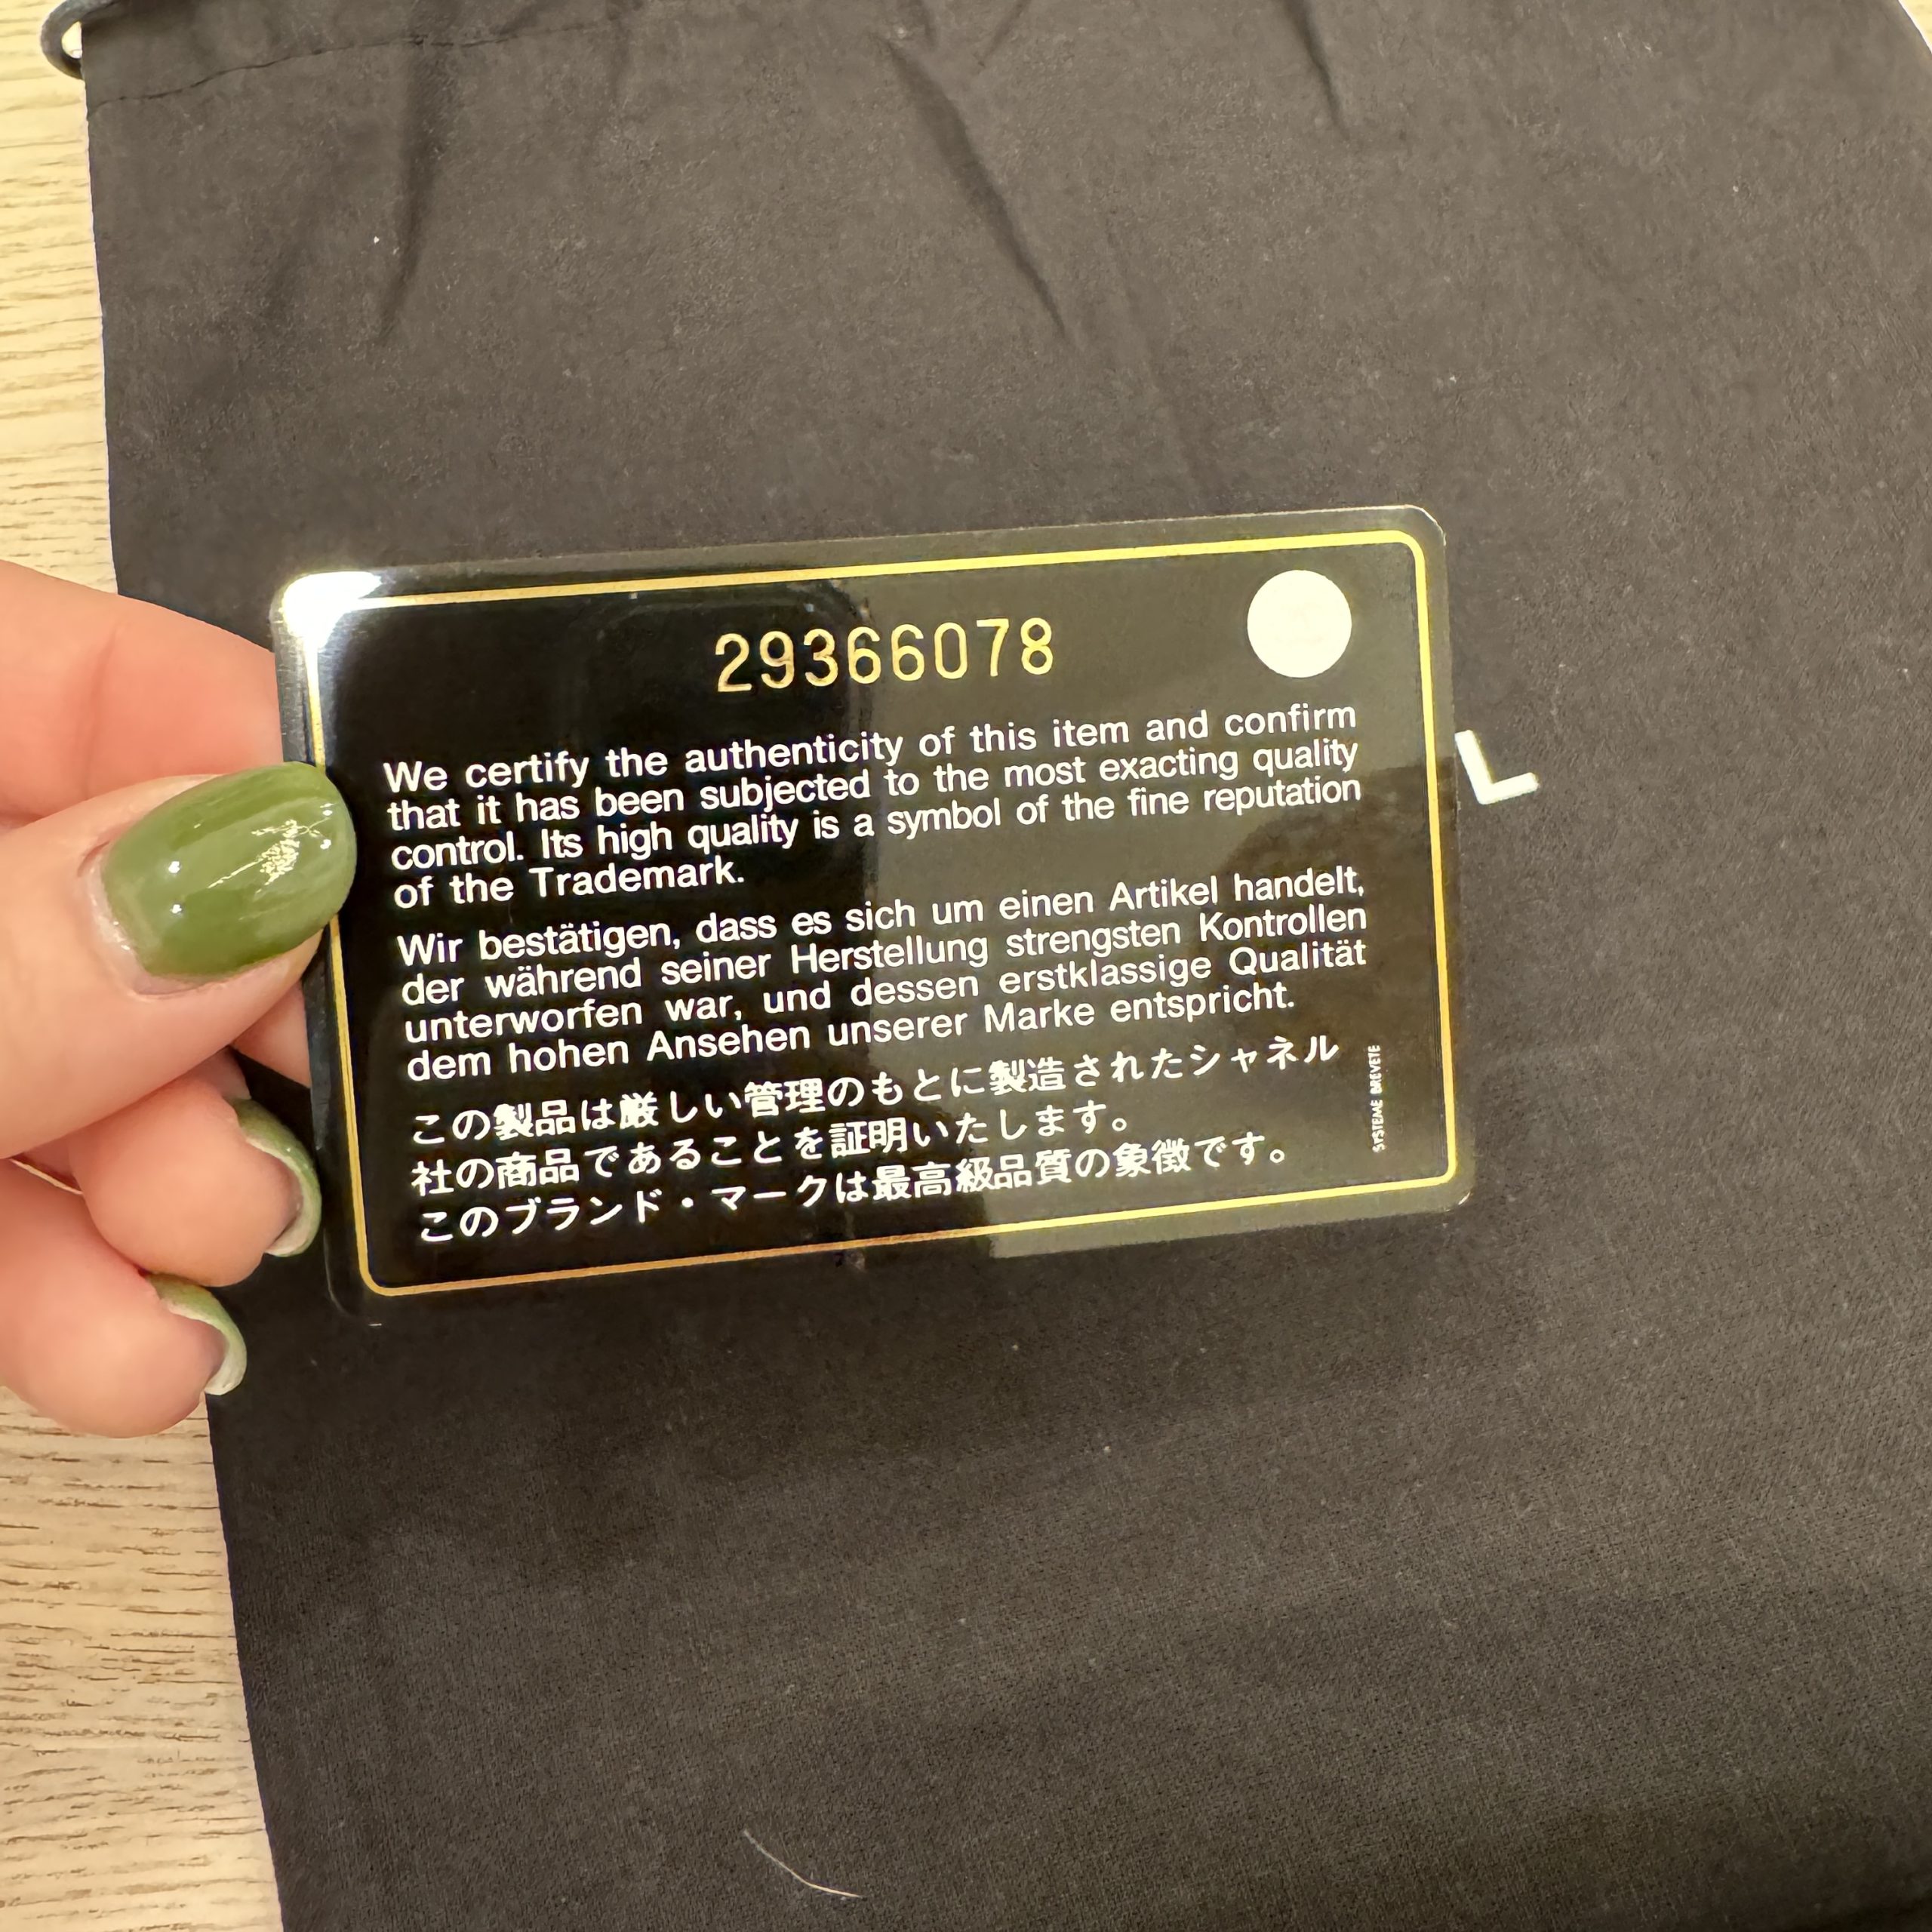 29366078
We certify the authenticity of this item and confirm
that it has been subjected to the most exacting quality
control. Its high quality is a symbol of the fine reputation
of the Trademark.
Wir bestätigen, dass es sich um einen Artikel handelt,
der während seiner Herstellung strengsten Kontrollen
unterworfen war, und dessen erstklassige Qualität
dem hohen Ansehen unserer Marke entspricht.
この製品は厳しい管理のもとに製造されたシャネル
社の商品であることを証明いたします。
このブランド・マークは最高級品質の象徴です。
SYSTEME BREVETE
L